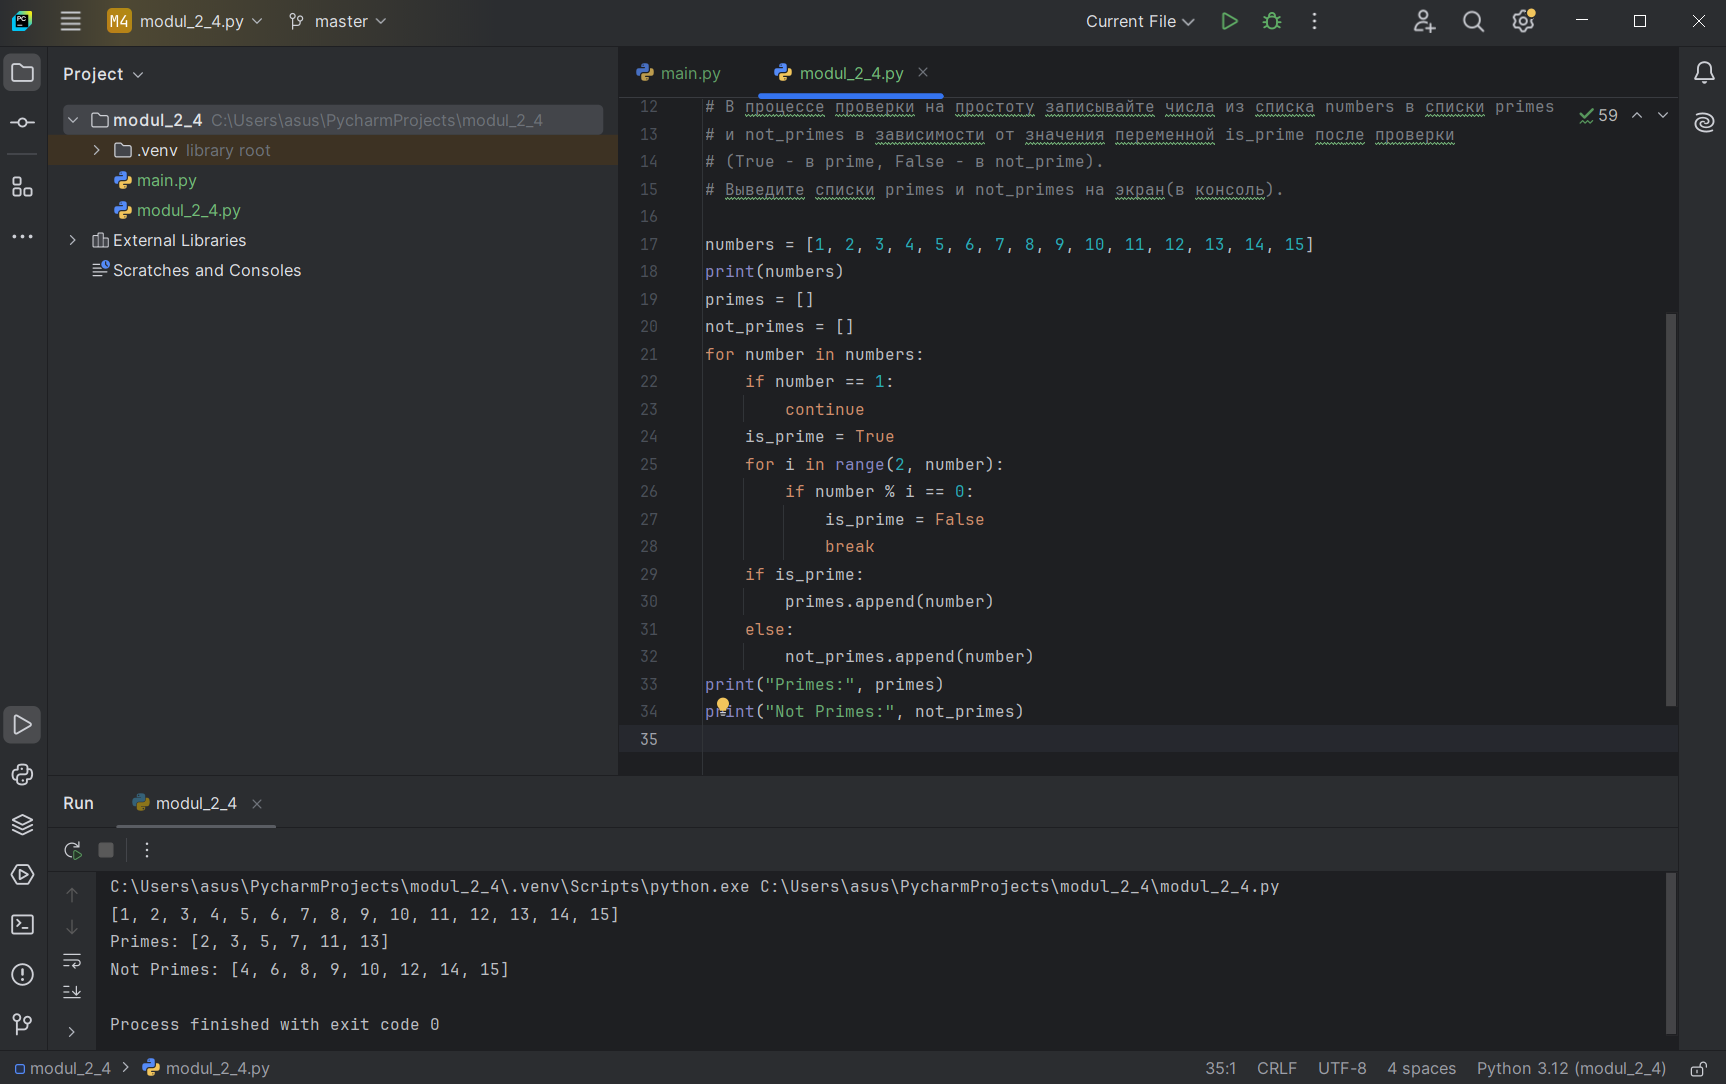 M4 modul_2_4.py master Current File
Project
modul_2_4 C:\Users\asus\PycharmProjects\modul_2_4
.venv library root
main.py
modul_2_4.py
External Libraries
Scratches and Consoles
main.py modul_2_4.py
59
12 # В процессе проверки на простоту записывайте числа из списка numbers в списки primes
13 # и not_primes в зависимости от значения переменной is_prime после проверки
14 # (True - в prime, False - в not_prime).
15 # Выведите списки primes и not_primes на экран(в консоль).
16
17 numbers = [1, 2, 3, 4, 5, 6, 7, 8, 9, 10, 11, 12, 13, 14, 15]
18 print(numbers)
19 primes = []
20 not_primes = []
21 for number in numbers:
22     if number == 1:
23         continue
24     is_prime = True
25     for i in range(2, number):
26         if number % i == 0:
27             is_prime = False
28             break
29     if is_prime:
30         primes.append(number)
31     else:
32         not_primes.append(number)
33 print("Primes:", primes)
34 print("Not Primes:", not_primes)
35
Run modul_2_4
C:\Users\asus\PycharmProjects\modul_2_4\.venv\Scripts\python.exe C:\Users\asus\PycharmProjects\modul_2_4\modul_2_4.py
[1, 2, 3, 4, 5, 6, 7, 8, 9, 10, 11, 12, 13, 14, 15]
Primes: [2, 3, 5, 7, 11, 13]
Not Primes: [4, 6, 8, 9, 10, 12, 14, 15]
Process finished with exit code 0
modul_2_4 > modul_2_4.py 35:1 CRLF UTF-8 4 spaces Python 3.12 (modul_2_4)